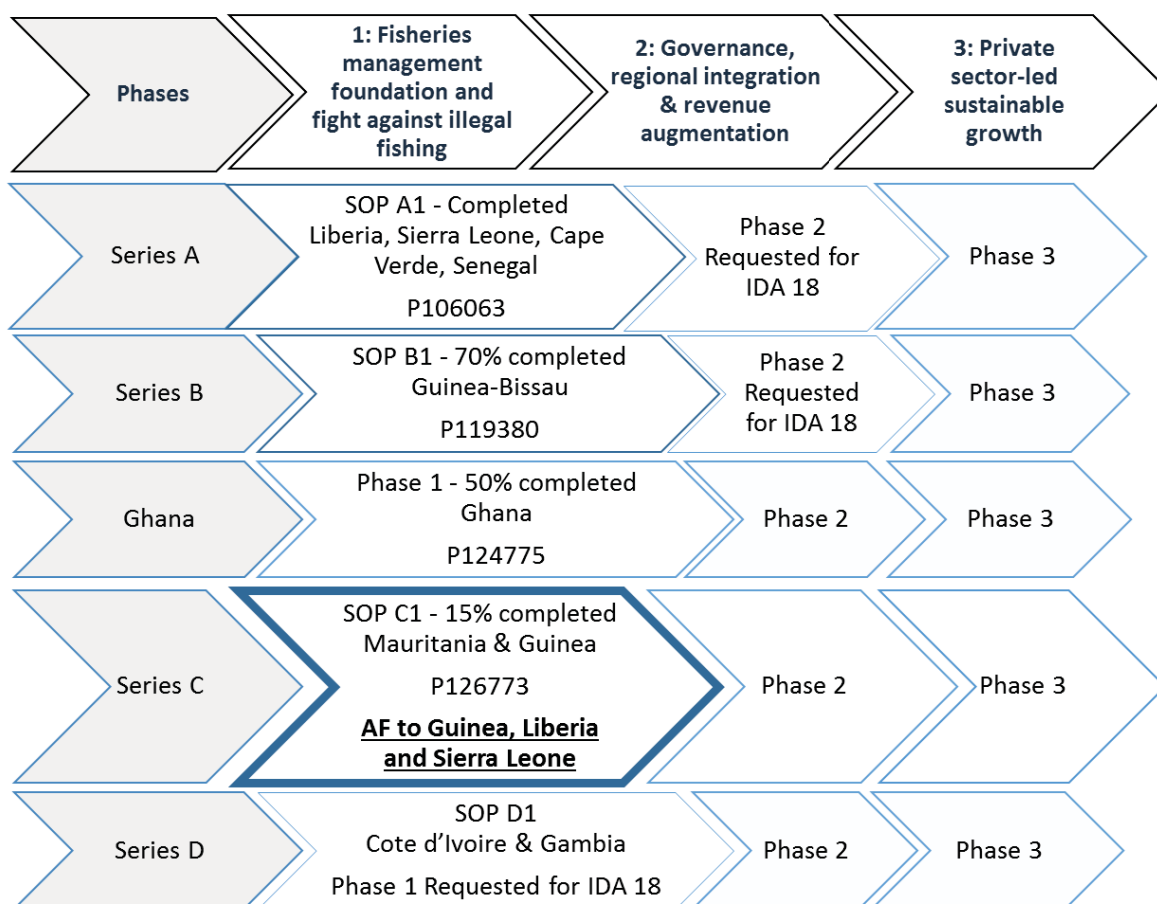 Phases
1: Fisheries
management
foundation and
fight against illegal
fishing
2: Governance,
regional integration
& revenue
augmentation
3: Private
sector-led
sustainable
growth
Series A
SOP A1 - Completed
Liberia, Sierra Leone, Cape
Verde, Senegal
P106063
Phase 2
Requested for
IDA 18
Phase 3
Series B
SOP B1 - 70% completed
Guinea-Bissau
P119380
Phase 2
Requested
for IDA 18
Phase 3
Ghana
Phase 1 - 50% completed
Ghana
P124775
Phase 2
Phase 3
Series C
SOP C1 - 15% completed
Mauritania & Guinea
P126773
AF to Guinea, Liberia
and Sierra Leone
Phase 2
Phase 3
Series D
SOP D1
Cote d’Ivoire & Gambia
Phase 1 Requested for IDA 18
Phase 2
Phase 3